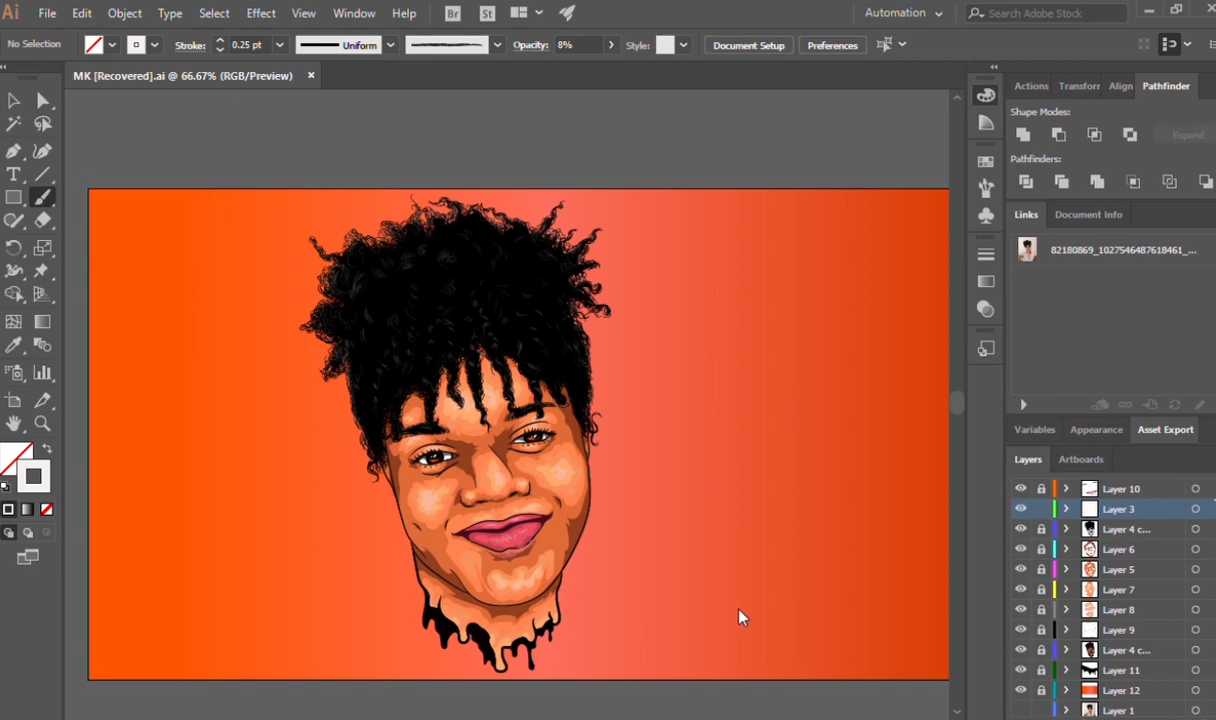 Ai File Edit Object Type Select Effect View Window Help Br St Automation Search Adobe Stock
No Selection Stroke: 0.25 pt Uniform Opacity: 8% Style: Document Setup Preferences
MK [Recovered].ai @ 66.67% (RGB/Preview)
Actions Transforr Align Pathfinder
Shape Modes:
Expand
Pathfinders:
Links Document Info
82180869_1027546487618461_...
Variables Appearance Asset Export
Layers Artboards
Layer 10
Layer 3
Layer 4 c...
Layer 6
Layer 5
Layer 7
Layer 8
Layer 9
Layer 4 c...
Layer 11
Layer 12
Layer 1